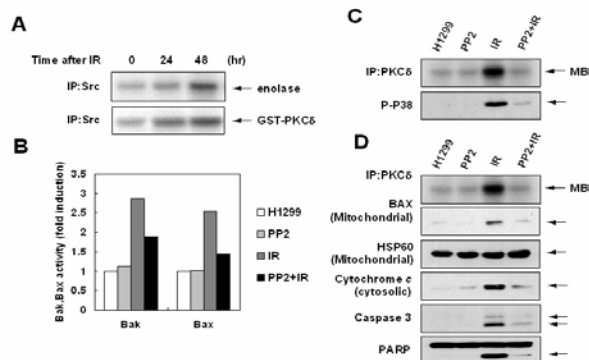 A
Time after IR 0 24 48 (hr)
IP:Src enolase
IP:Src GST-PKCδ
B
Bak,Bax activity (fold induction)
3.5
3
2.5
2
1.5
1
0.5
0
Bak Bax
H1299
PP2
IR
PP2+IR
C
H1299 PP2 IR PP2+IR
IP:PKCδ
P-P38
D
H1299 PP2 IR PP2+IR
IP:PKCδ
BAX
(Mitochondrial)
HSP60
(Mitochondrial)
Cytochrome c
(cytosolic)
Caspase 3
PARP